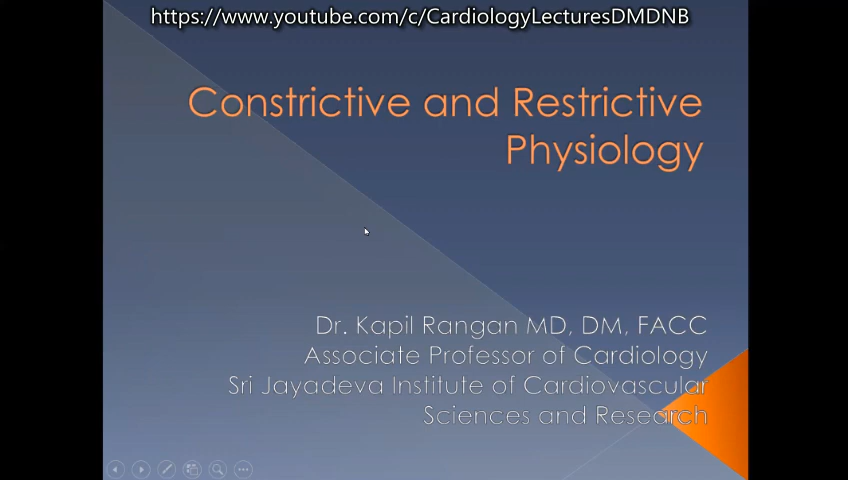 https://www.youtube.com/c/CardiologyLecturesDMDNB
Constrictive and Restrictive
Physiology
Dr. Kapil Rangan MD, DM, FACC
Associate Professor of Cardiology
Sri Jayadeva Institute of Cardiovascular
Sciences and Research